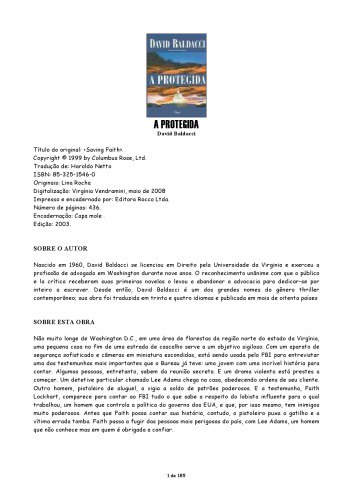 DAVID BALDACCI
A PROTEGIDA
A PROTEGIDA
David Baldacci
Título do original: <Saving Faith>.
Copyright © 1999 by Columbus Rose, Ltd.
Tradução de: Haroldo Netto
ISBN: 85-325-1546-0
Originais: Lina Rocha
Digitalização: Virgínia Vendramini, maio de 2008
Impresso e encadernado por: Editora Rocco Ltda.
Número de páginas: 436.
Encadernação: Capa mole .
Edição: 2003.
SOBRE O AUTOR
Nascido em 1960, David Baldacci se licenciou em Direito pela Universidade da Virginia e exerceu a
profissão de advogado em Washington durante nove anos. O reconhecimento unânime com que o público
e la crítica receberam suas primeiras novelas o levou a abandonar a advocacia para dedicar-se por
inteiro a escrever. Desde então, David Baldacci é um dos grandes nomes do gênero thriller
contemporâneo; sua obra foi traduzida em trinta e quatro idiomas e publicada em mais de oitenta países
SOBRE ESTA OBRA
Não muito longe de Washington D.C., em uma área de florestas da região norte do estado da Virgínia,
uma pequena casa no fim de uma estrada de cascalho serve a um objetivo sigiloso. Com um aparato de
segurança sofisticado e câmeras em miniatura escondidas, está sendo usada pelo FBI para entrevistar
uma das testemunhas mais importantes que o Bureau já teve: uma jovem com uma incrível história para
contar. Algumas pessoas, entretanto, sabem da reunião secreta. E um drama violento está prestes a
começar. Um detetive particular chamado Lee Adams chega na casa, obedecendo ordens de seu cliente.
Outro homem, pistoleiro de aluguel, a vigia a soldo de patrões poderosos. E a testemunha, Faith
Lockhart, comparece para contar ao FBI tudo o que sabe a respeito do lobista influente para o qual
trabalhou, um homem que controla a política do governo dos EUA, e que, por isso mesmo, tem inimigos
muito poderosos. Antes que Faith possa contar sua história, contudo, o pistoleiro puxa o gatilho e a
vítima errada tomba. Faith passa a fugir das pessoas mais perigosas do país, com Lee Adams, um homem
que não conhece mas em quem é obrigada a confiar.
1 de 185